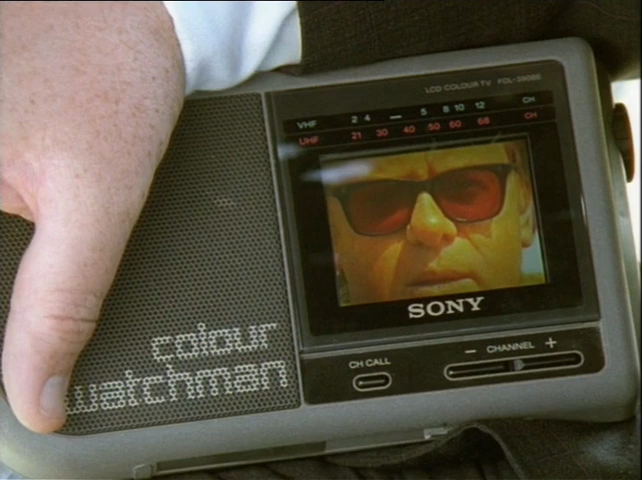 LCD COLOUR TV FDL-390BE
VHF 2 4 — 5 8 10 12 CH
UHF 21 30 40 50 60 68 CH
SONY
colour
watchman
CH CALL
− CHANNEL +